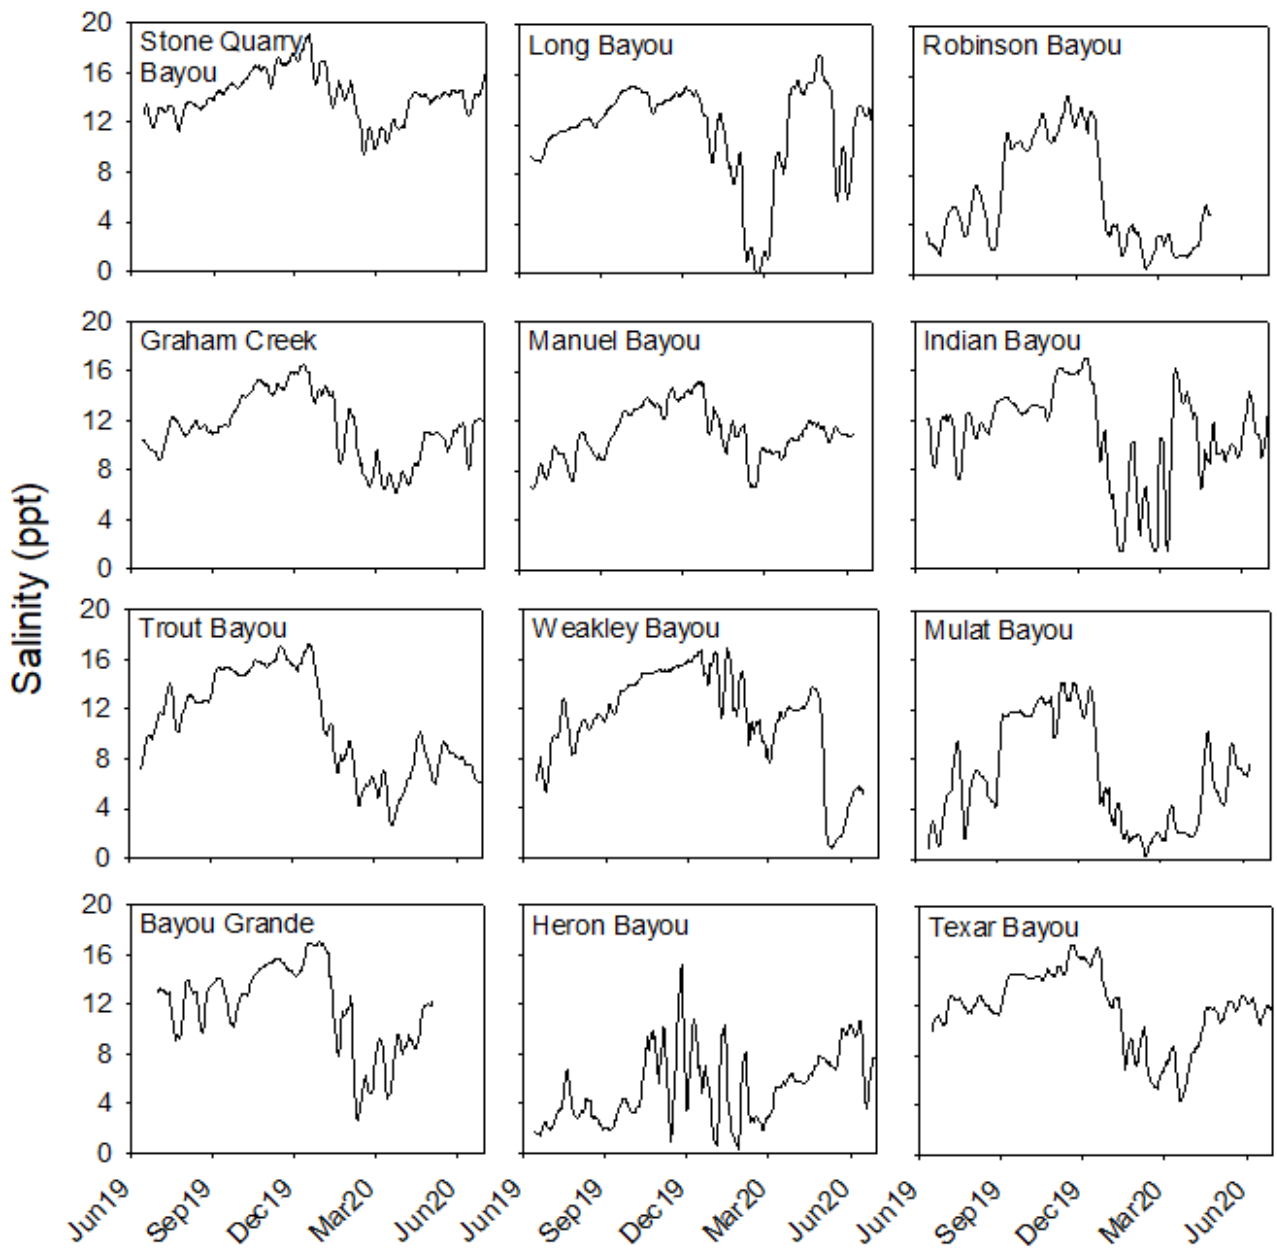 Salinity (ppt)
20
16
12
8
4
0
Stone Quarry
Bayou
Long Bayou
Robinson Bayou
20
16
12
8
4
0
Graham Creek
Manuel Bayou
Indian Bayou
20
16
12
8
4
0
Trout Bayou
Weakley Bayou
Mulat Bayou
20
16
12
8
4
0
Bayou Grande
Heron Bayou
Texar Bayou
Jun19 Sep19 Dec19 Mar20 Jun20
Jun19 Sep19 Dec19 Mar20 Jun20
Jun19 Sep19 Dec19 Mar20 Jun20